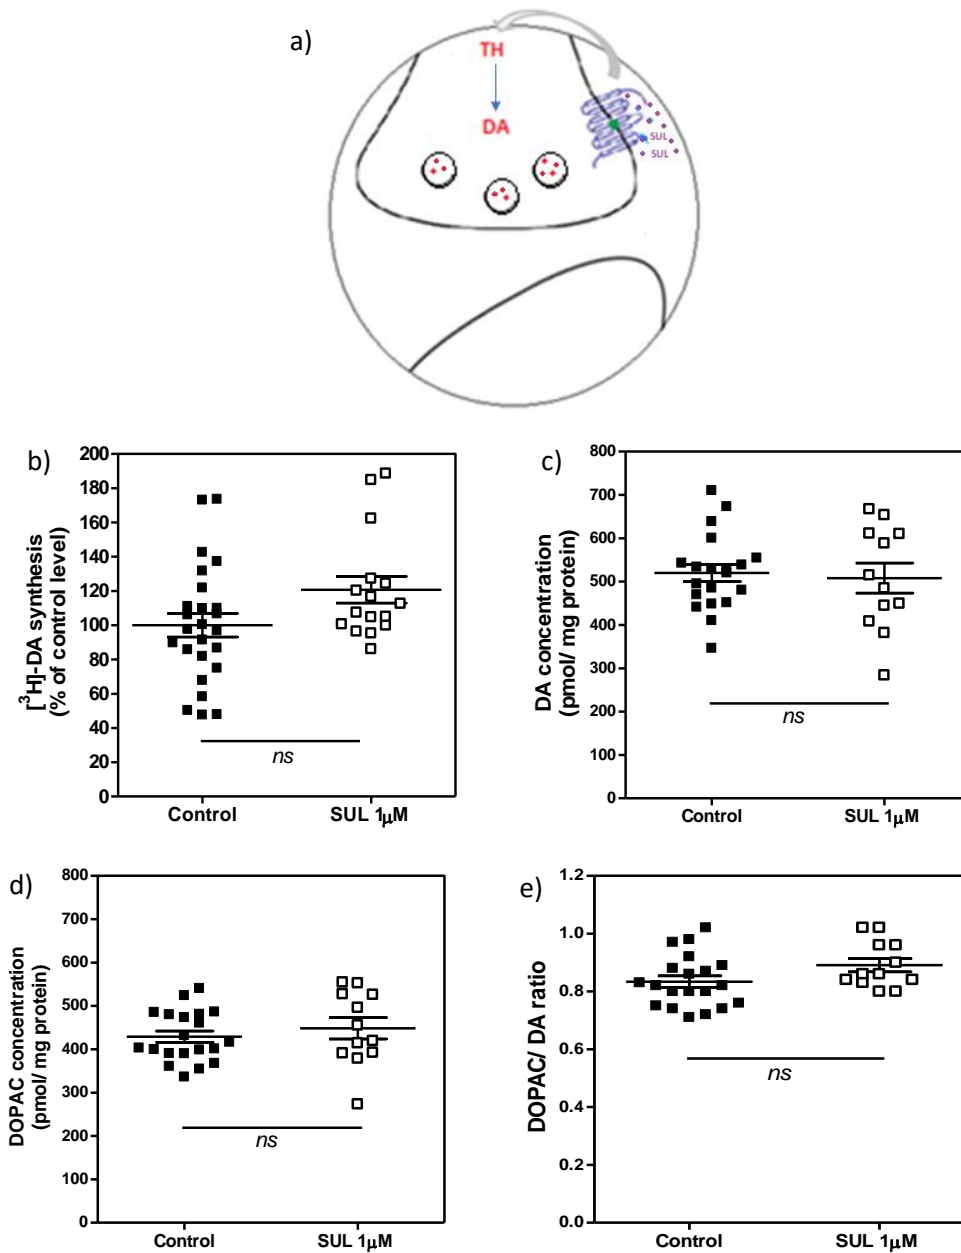 a)
TH
DA
SUL
SUL
b)
[³H]-DA synthesis
(% of control level)
200
180
160
140
120
100
80
60
40
20
0
ns
Control
SUL 1µM
c)
DA concentration
(pmol/ mg protein)
800
700
600
500
400
300
200
100
0
ns
Control
SUL 1µM
d)
DOPAC concentration
(pmol/ mg protein)
800
700
600
500
400
300
200
100
0
ns
Control
SUL 1µM
e)
DOPAC/ DA ratio
1.2
1.0
0.8
0.6
0.4
0.2
0.0
ns
Control
SUL 1µM